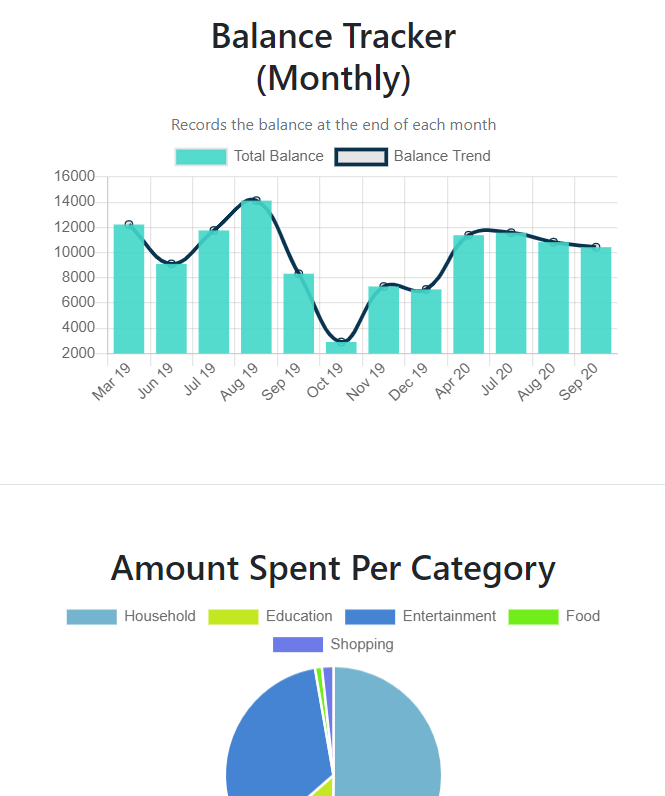 Balance Tracker
(Monthly)
Records the balance at the end of each month
Total Balance Balance Trend
16000
14000
12000
10000
8000
6000
4000
2000
Mar 19 Jun 19 Jul 19 Aug 19 Sep 19 Oct 19 Nov 19 Dec 19 Apr 20 Jul 20 Aug 20 Sep 20
Amount Spent Per Category
Household Education Entertainment Food
Shopping